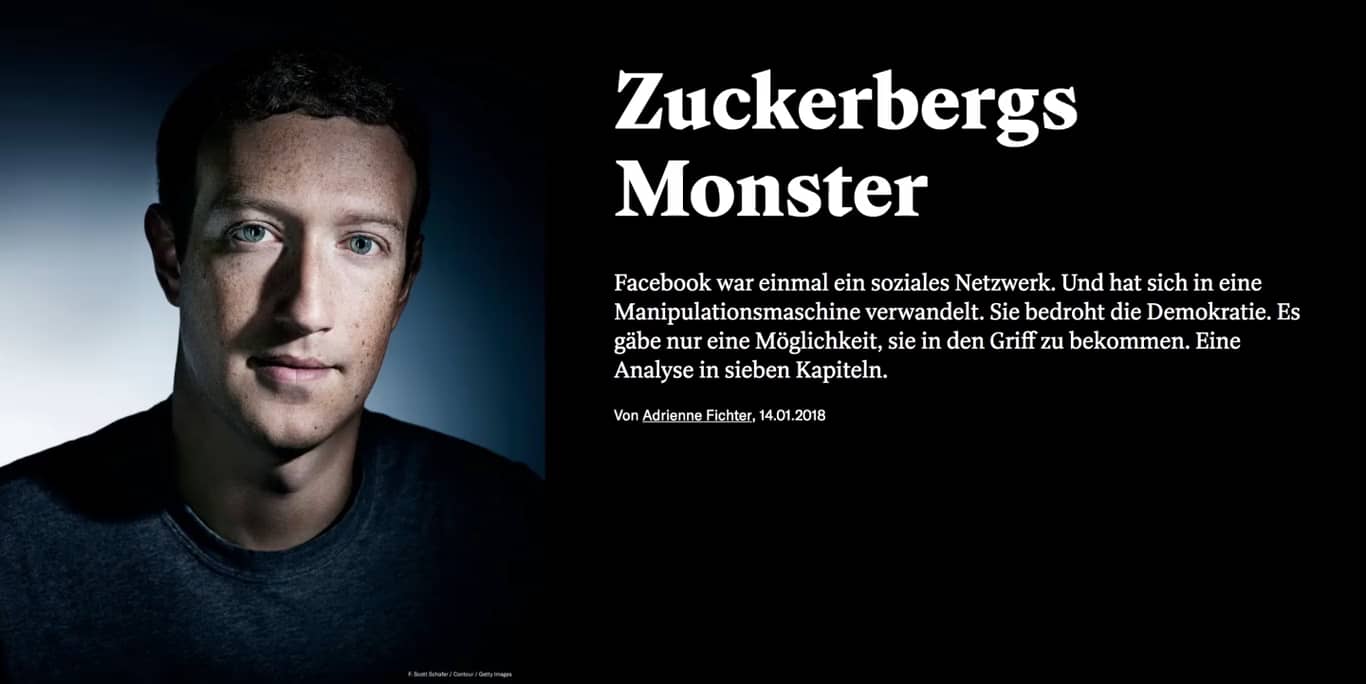 Zuckerbergs
Monster
Facebook war einmal ein soziales Netzwerk. Und hat sich in eine
Manipulationsmaschine verwandelt. Sie bedroht die Demokratie. Es
gäbe nur eine Möglichkeit, sie in den Griff zu bekommen. Eine
Analyse in sieben Kapiteln.
Von Adrienne Fichter, 14.01.2018
F. Scott Schafer / Contour / Getty Images